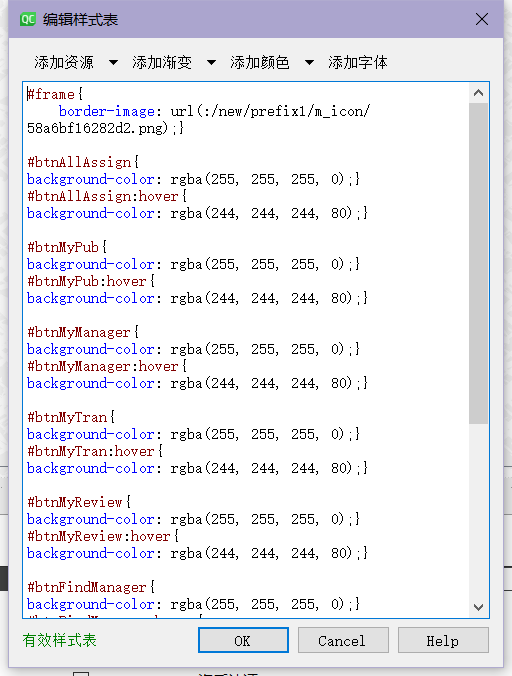 QC 编辑样式表
添加资源 添加渐变 添加颜色 添加字体
#frame{
border-image: url(:/new/prefix1/m_icon/
58a6bf16282d2.png);}
#btnAllAssign{
background-color: rgba(255, 255, 255, 0);}
#btnAllAssign:hover{
background-color: rgba(244, 244, 244, 80);}
#btnMyPub{
background-color: rgba(255, 255, 255, 0);}
#btnMyPub:hover{
background-color: rgba(244, 244, 244, 80);}
#btnMyManager{
background-color: rgba(255, 255, 255, 0);}
#btnMyManager:hover{
background-color: rgba(244, 244, 244, 80);}
#btnMyTran{
background-color: rgba(255, 255, 255, 0);}
#btnMyTran:hover{
background-color: rgba(244, 244, 244, 80);}
#btnMyReview{
background-color: rgba(255, 255, 255, 0);}
#btnMyReview:hover{
background-color: rgba(244, 244, 244, 80);}
#btnFindManager{
background-color: rgba(255, 255, 255, 0);}
有效样式表 OK Cancel Help